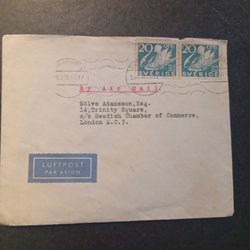 20 20
SVERIGE SVERIGE
By Air Mail
Sölve Adamsson,Esq.
14,Trinity Square,
c/o Swedish Chamber of Commerce,
London E.C.3.
LUFTPOST
PAR AVION